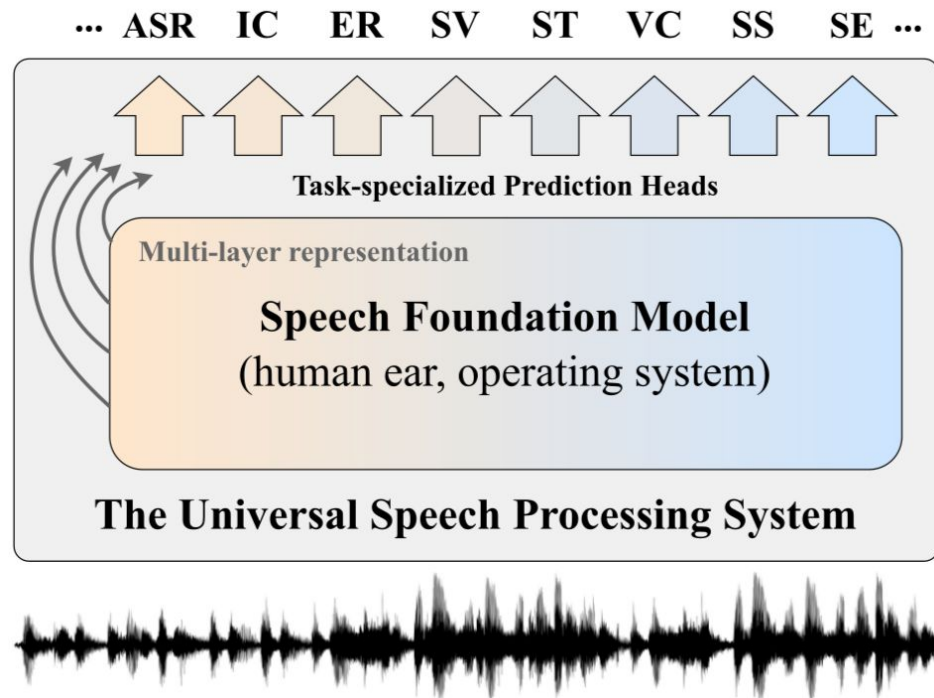 ... ASR IC ER SV ST VC SS SE ...
Task-specialized Prediction Heads
Multi-layer representation
Speech Foundation Model
(human ear, operating system)
The Universal Speech Processing System